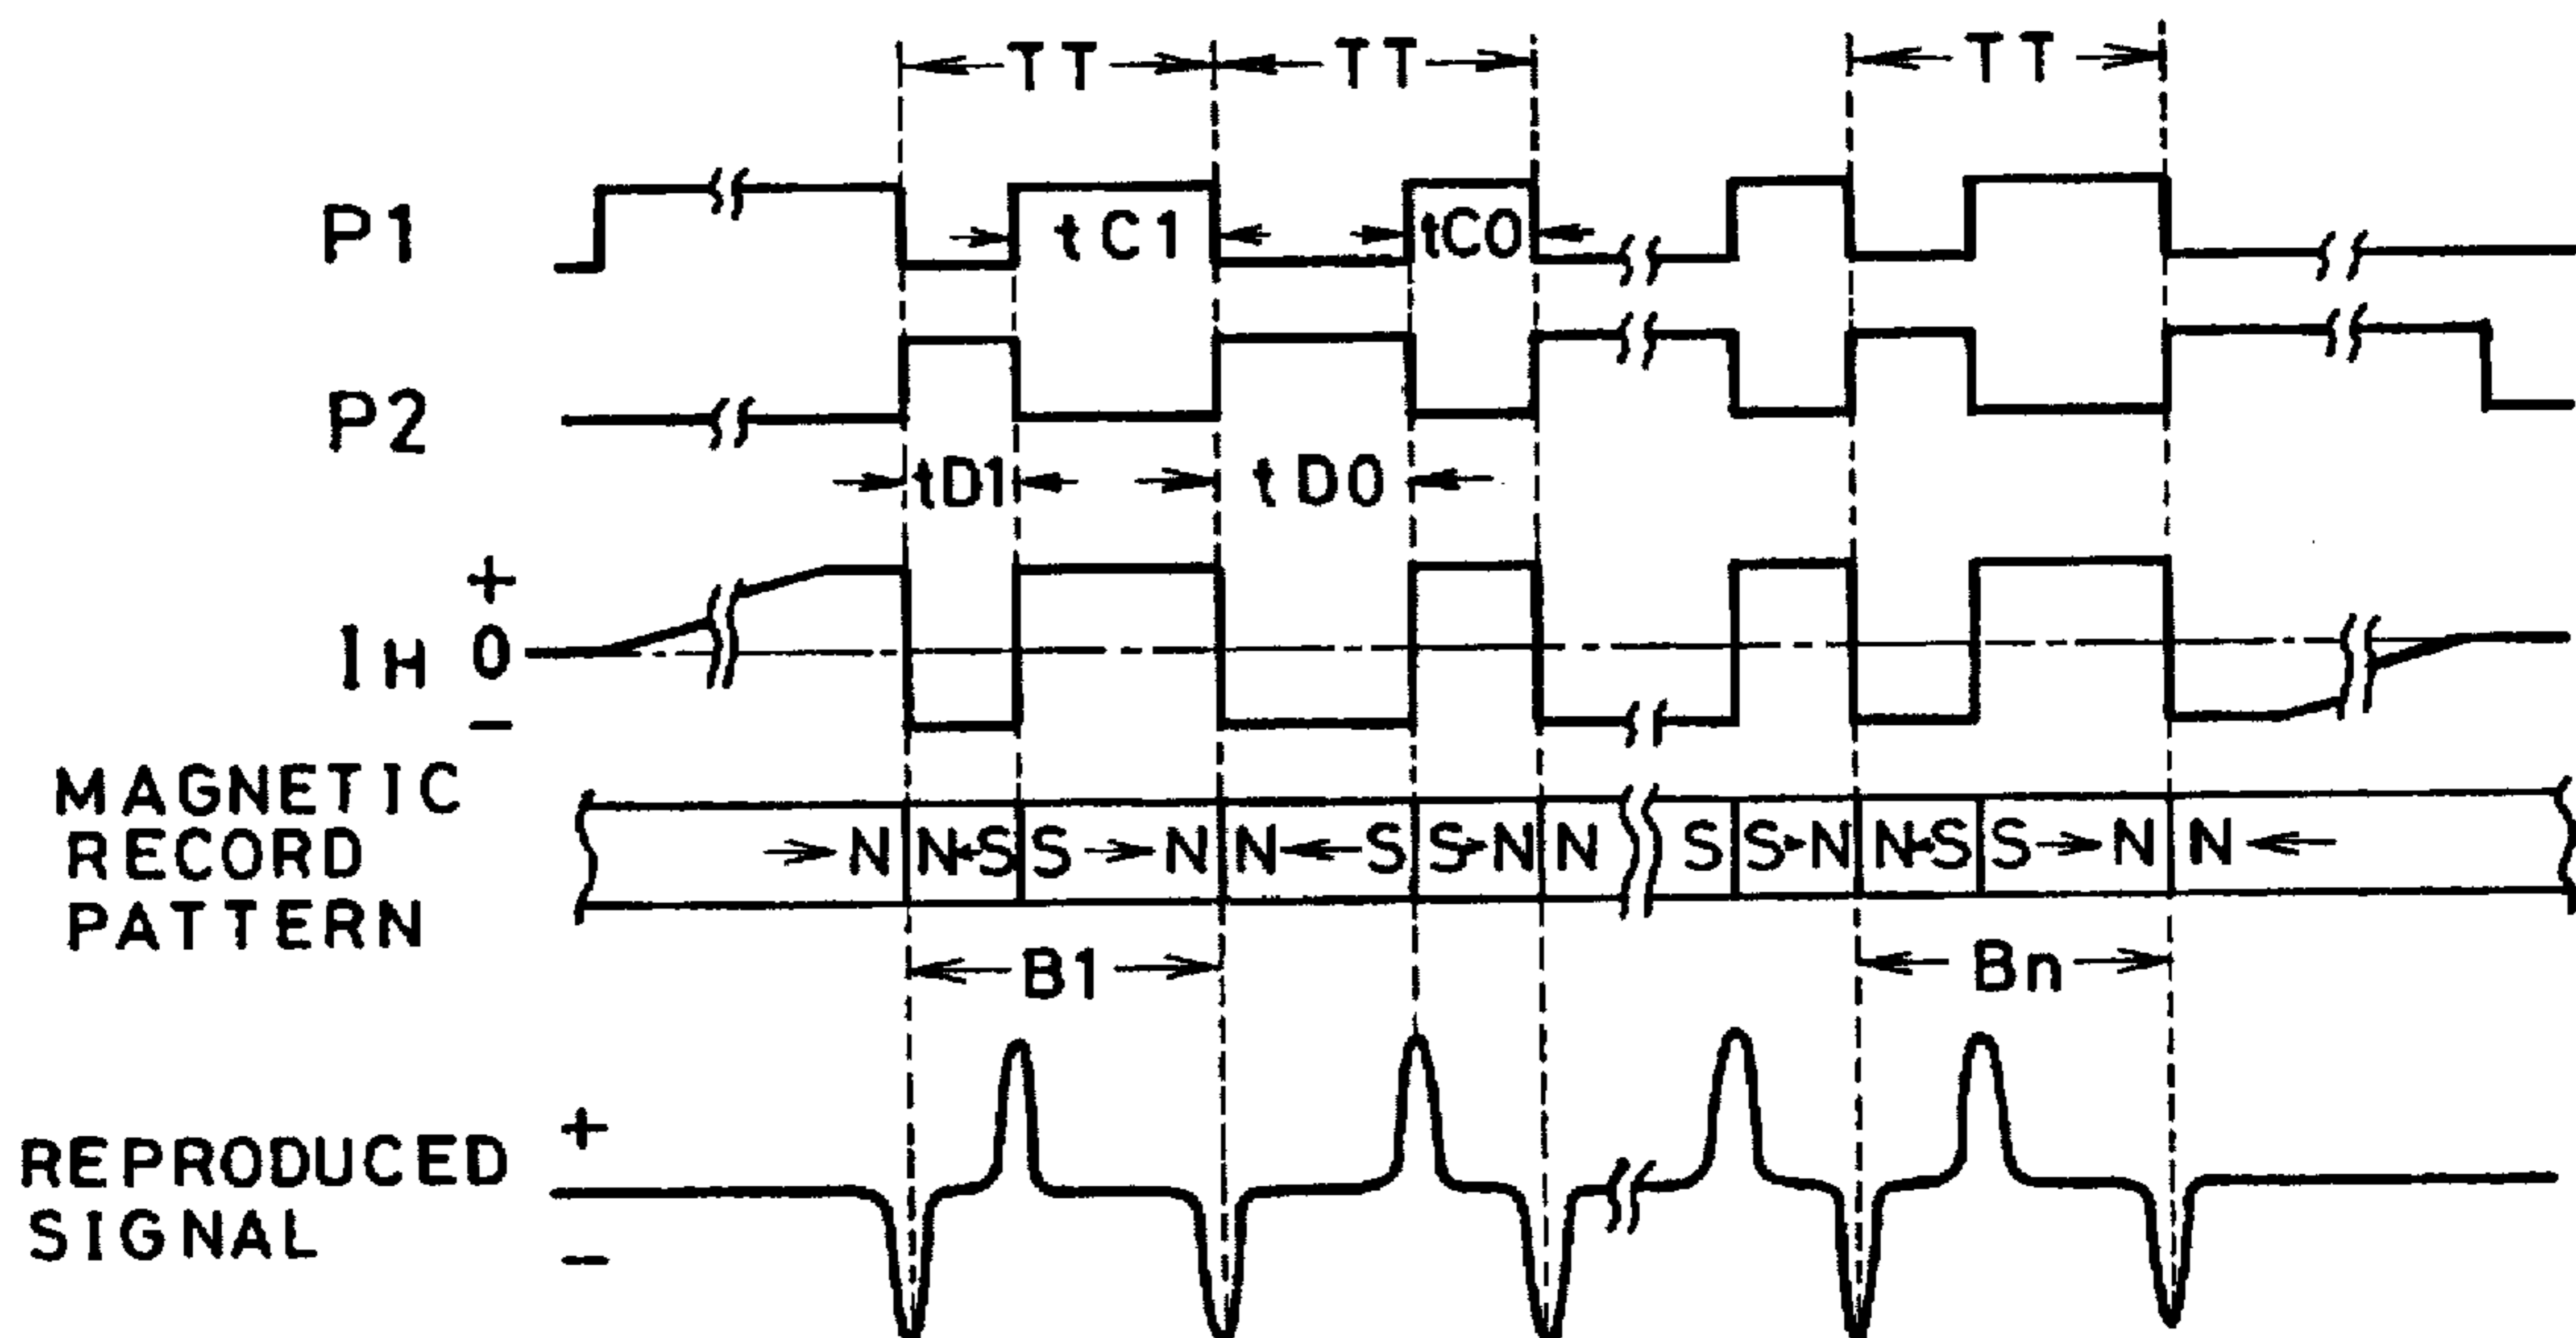 TT TT TT
P1 tC1 tC0
P2
tD1 tD0
+
IH 0
−
MAGNETIC
RECORD
PATTERN
N N S S N N S S N N S S N N S S N N
B1 Bn
+
REPRODUCED
SIGNAL
−